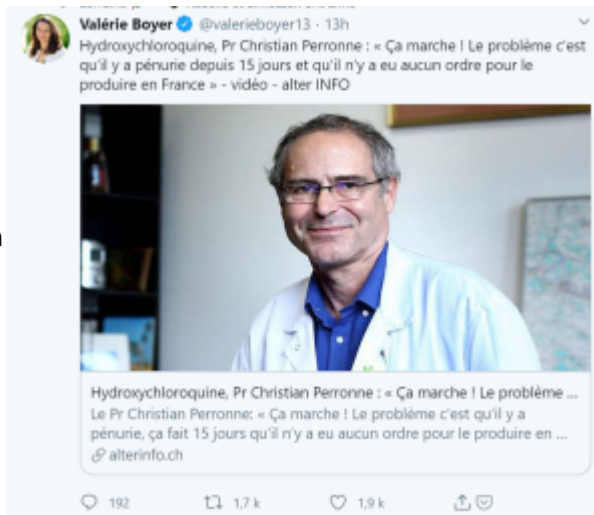 Valérie Boyer @valerieboyer13 · 13h
Hydroxychloroquine, Pr Christian Perronne : « Ça marche ! Le problème c'est
qu'il y a pénurie depuis 15 jours et qu'il n'y a eu aucun ordre pour le
produire en France » - vidéo - alter INFO
Hydroxychloroquine, Pr Christian Perronne : « Ça marche ! Le problème ...
Le Pr Christian Perronne: « Ça marche ! Le problème c'est qu'il y a
pénurie, ça fait 15 jours qu'il n'y a eu aucun ordre pour le produire en ...
alterinfo.ch
192 1,7 k 1,9 k